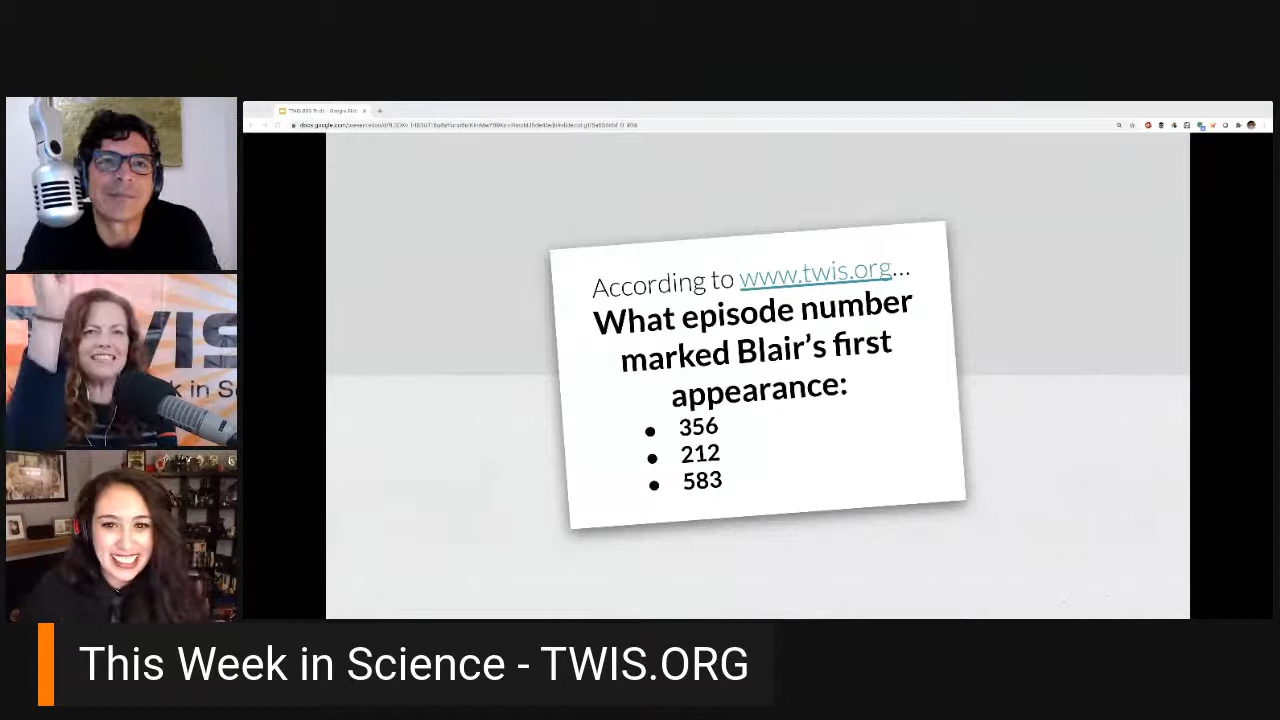 According to www.twis.org...
What episode number
marked Blair's first
appearance:
● 356
● 212
● 583
This Week in Science - TWIS.ORG